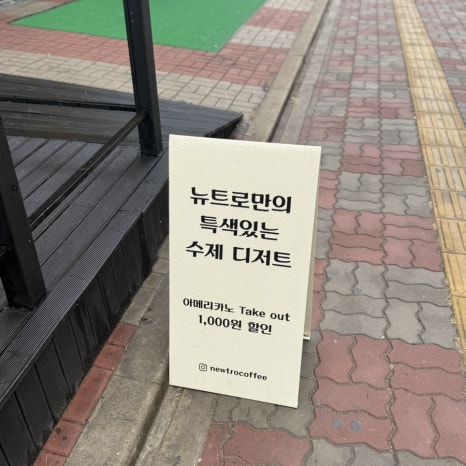 뉴트로만의
특색있는
수제 디저트
아메리카노 Take out
1,000원 할인
newtrocoffee